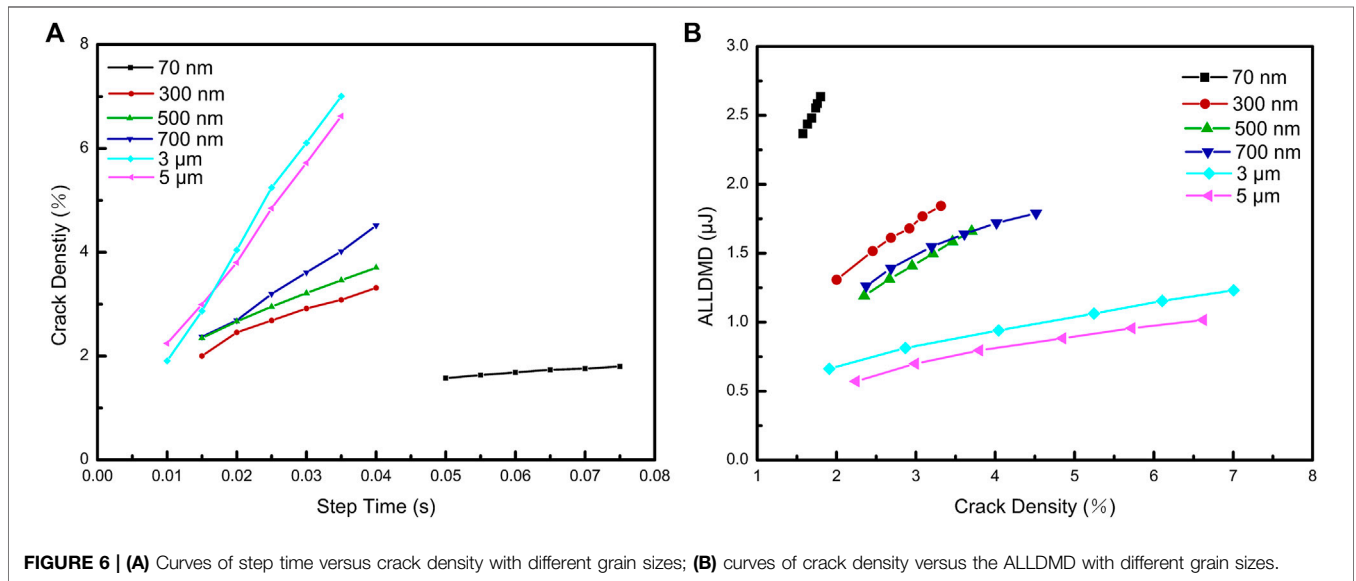 A
8
6
4
2
0
Crack Denstiy (%)
70 nm
300 nm
500 nm
700 nm
3 μm
5 μm
0.00 0.01 0.02 0.03 0.04 0.05 0.06 0.07 0.08
Step Time (s)
B
3.0
2.5
2.0
1.5
1.0
0.5
0.0
ALLDMD (μJ)
70 nm
300 nm
500 nm
700 nm
3 μm
5 μm
1 2 3 4 5 6 7 8
Crack Density (%)
FIGURE 6 | (A) Curves of step time versus crack density with different grain sizes; (B) curves of crack density versus the ALLDMD with different grain sizes.